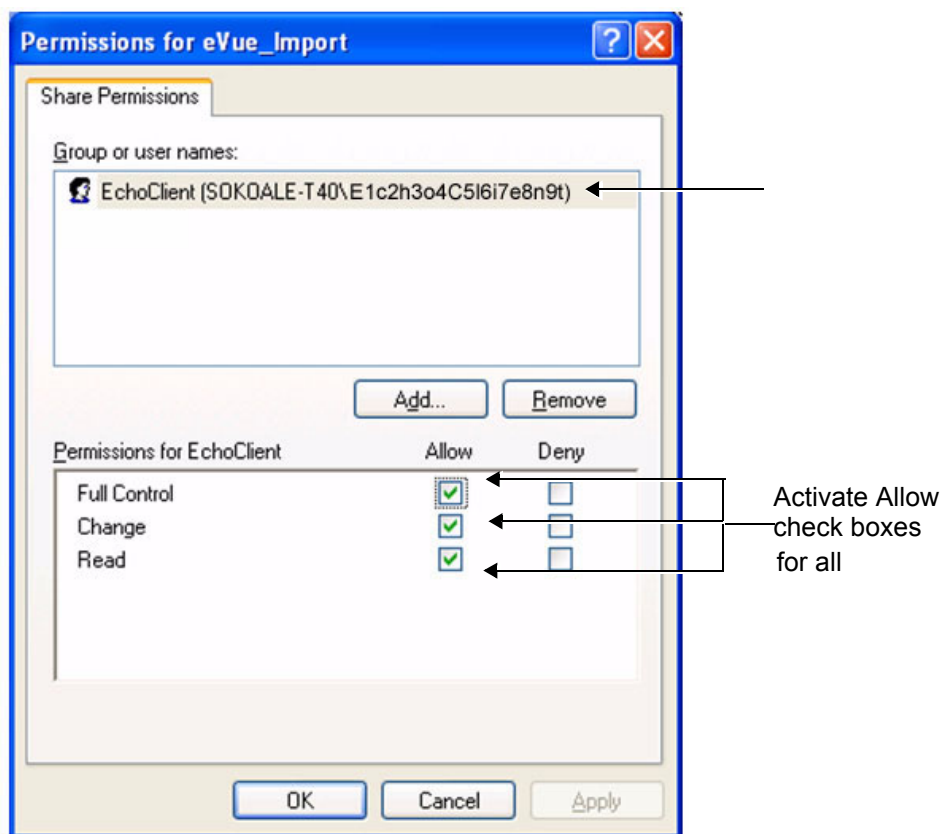 Permissions for eVue_Import
Share Permissions
Group or user names:
EchoClient (SOKOALE-T40\E1c2h3o4C5l6i7e8n9t)
Add...
Remove
Permissions for EchoClient
Allow
Deny
Full Control
Change
Read
Activate Allow
check boxes
for all
OK
Cancel
Apply